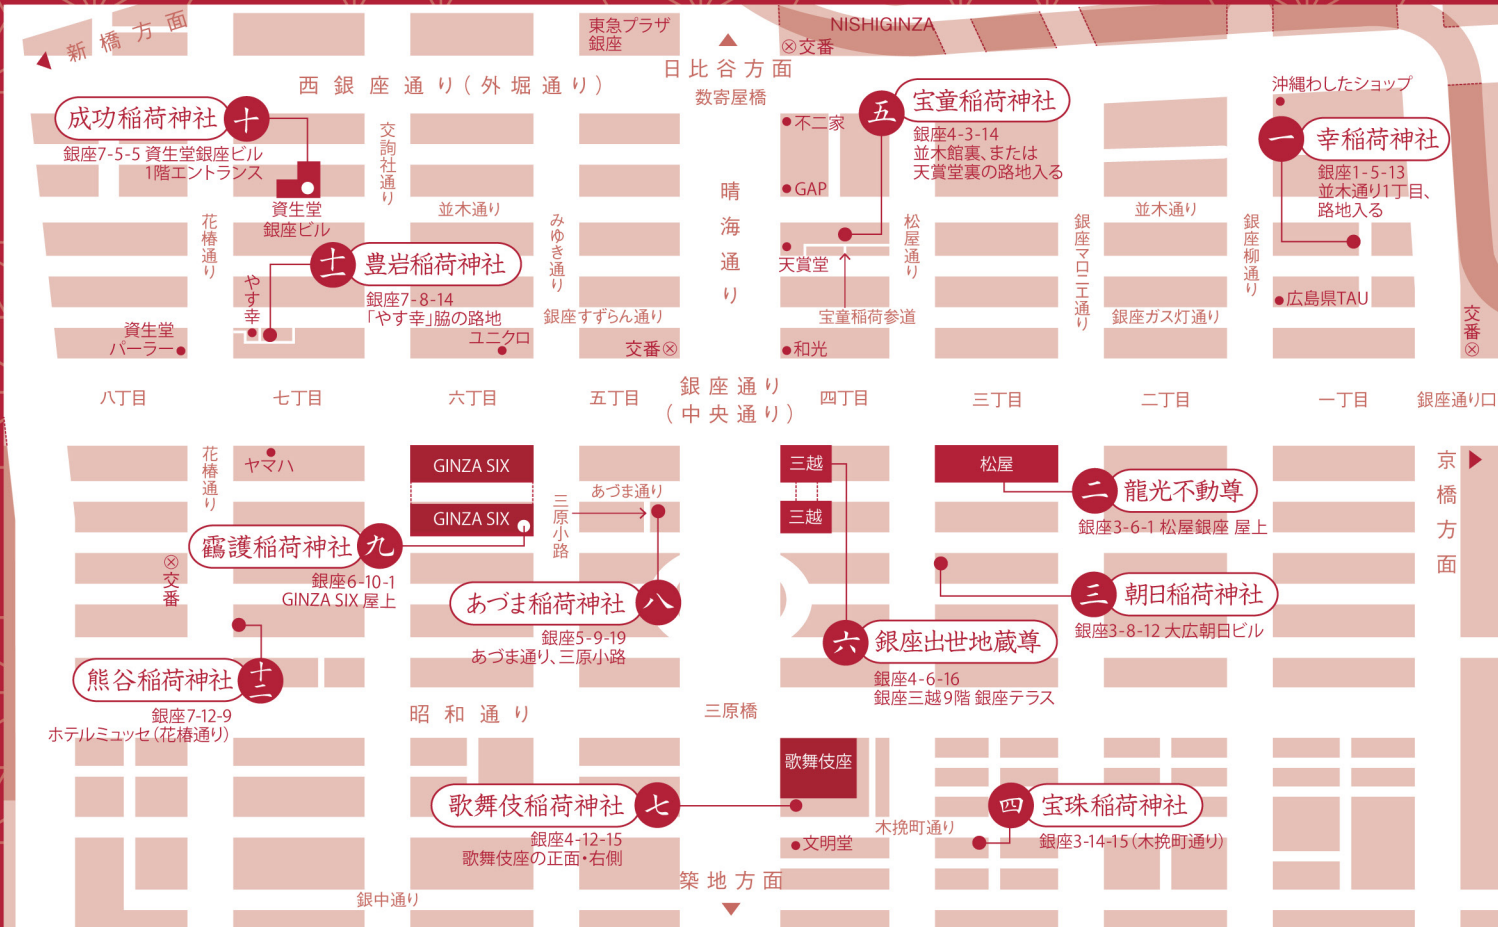 新橋方面
東急プラザ
銀座
日比谷方面
数寄屋橋
NISHIGINZA
交番
西銀座通り(外堀通り)
沖縄わしたショップ
成功稲荷神社
十
銀座7-5-5 資生堂銀座ビル
1階エントランス
資生堂
銀座ビル
交詢社通り
並木通り
花椿通り
みゆき通り
晴海通り
不二家
GAP
天賞堂
五
宝童稲荷神社
銀座4-3-14
並木館裏、または
天賞堂裏の路地入る
松屋通り
宝童稲荷参道
和光
銀座マロニエ通り
並木通り
銀座柳通り
一
幸稲荷神社
銀座1-5-13
並木通り1丁目、
路地入る
広島県TAU
銀座ガス灯通り
交番
十一
豊岩稲荷神社
銀座7-8-14
「やす幸」脇の路地
やす幸
資生堂
パーラー
ユニクロ
銀座すずらん通り
交番
八丁目
七丁目
六丁目
五丁目
銀座通り
(中央通り)
四丁目
三丁目
二丁目
一丁目
銀座通り口
京橋方面
花椿通り
ヤマハ
GINZA SIX
GINZA SIX
あづま通り
三原小路
三越
三越
松屋
二
龍光不動尊
銀座3-6-1 松屋銀座 屋上
靍護稲荷神社
九
銀座6-10-1
GINZA SIX 屋上
交番
あづま稲荷神社
八
銀座5-9-19
あづま通り、三原小路
三
朝日稲荷神社
銀座3-8-12 大広朝日ビル
六
銀座出世地蔵尊
銀座4-6-16
銀座三越9階 銀座テラス
熊谷稲荷神社
十二
銀座7-12-9
ホテルミュッセ(花椿通り)
昭和通り
三原橋
歌舞伎座
歌舞伎稲荷神社
七
銀座4-12-15
歌舞伎座の正面・右側
文明堂
木挽町通り
四
宝珠稲荷神社
銀座3-14-15(木挽町通り)
築地方面
銀中通り